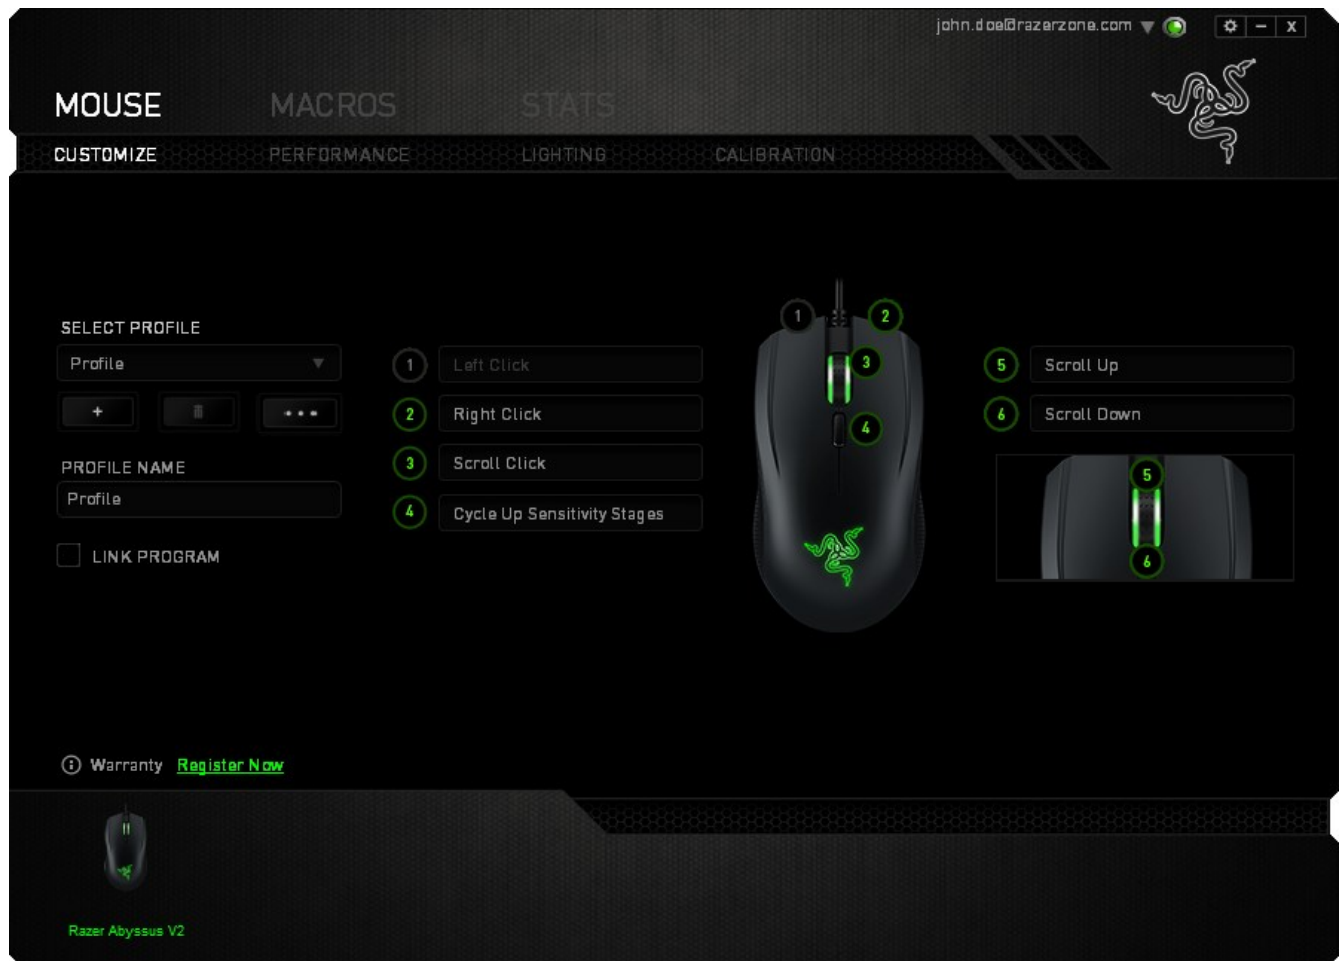 john.doe@razerzone.com
MOUSE MACROS STATS
CUSTOMIZE PERFORMANCE LIGHTING CALIBRATION
SELECT PROFILE
Profile
PROFILE NAME
Profile
LINK PROGRAM
1 Left Click
2 Right Click
3 Scroll Click
4 Cycle Up Sensitivity Stages
1 2
3
4
5 Scroll Up
6 Scroll Down
5
6
Warranty Register Now
Razer Abyssus V2